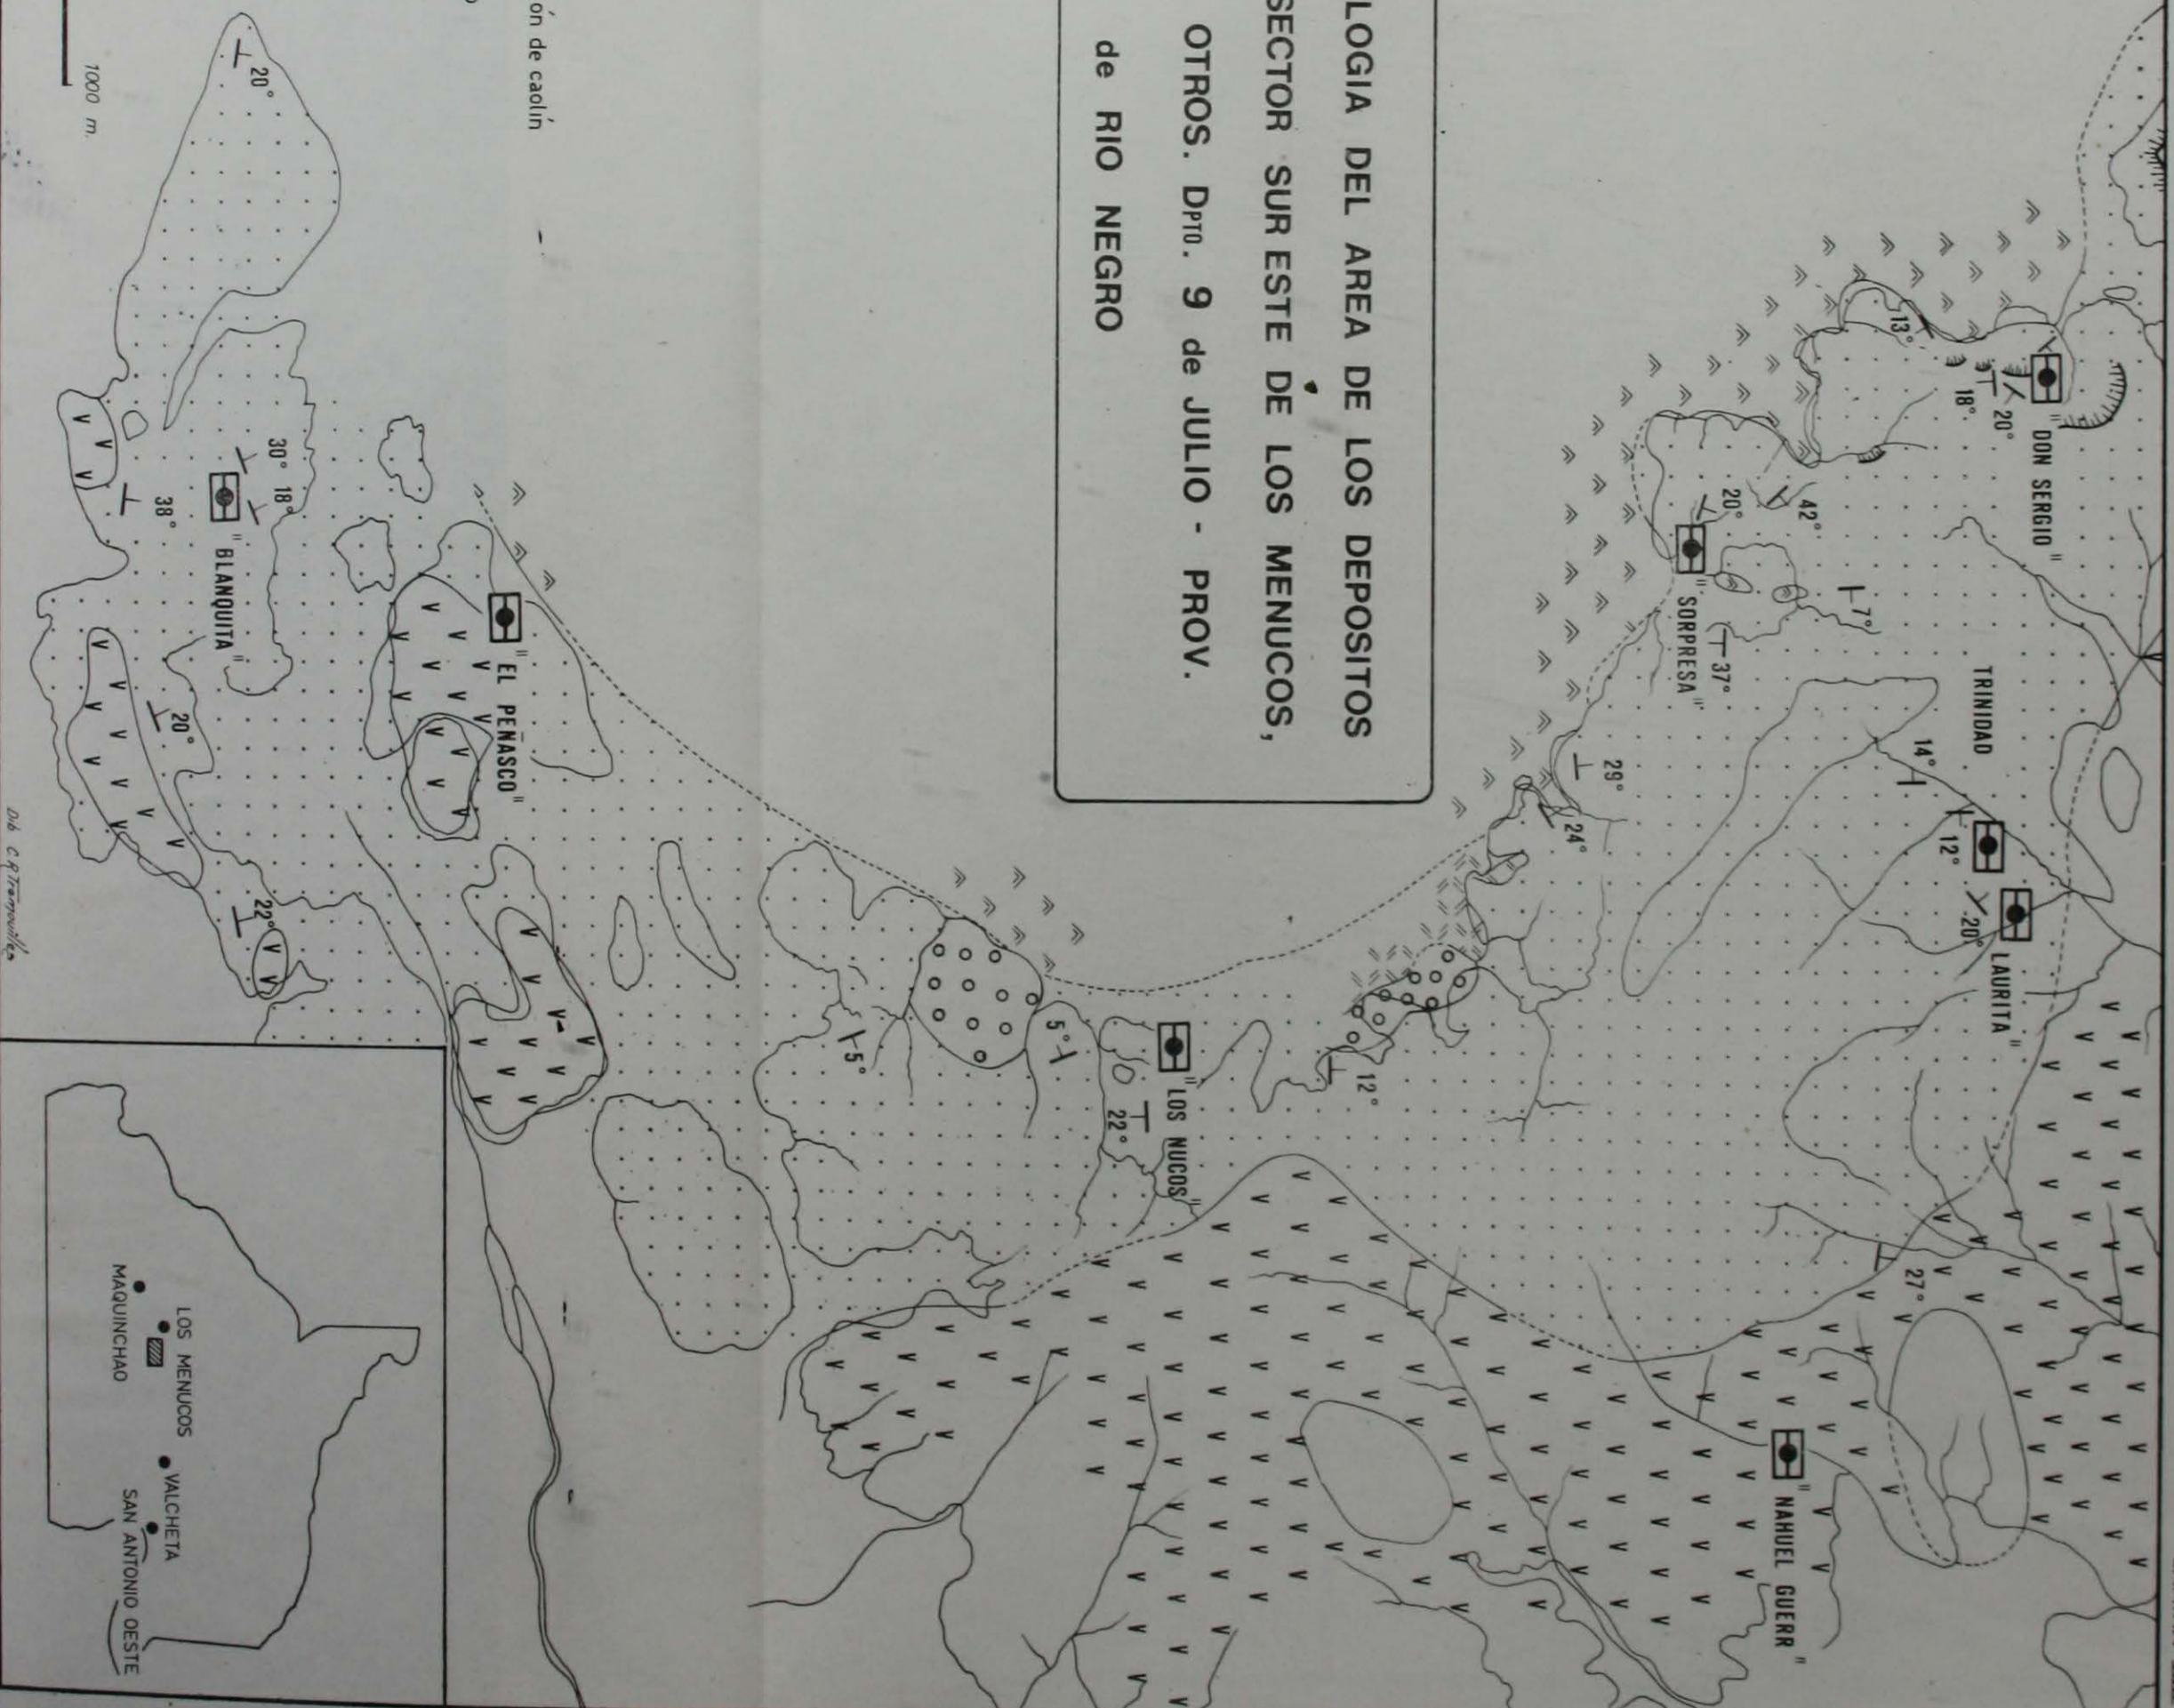 LOGIA DEL AREA DE LOS DEPOSITOS
SECTOR SUR ESTE DE LOS MENUCOS,
OTROS. DPTO. 9 de JULIO - PROV.
de RIO NEGRO
ón de caolín
1000 m.
"DON SERGIO"
13°
18°
20°
42°
20°
"SORPRESA"
7°
37°
TRINIDAD
14°
12°
20°
LAURITA"
29°
24°
12°
27°
"NAHUEL GUERR"
"LOS NUCOS"
22°
5°
5°
"EL PEÑASCO"
20°
30°
18°
38°
"BLANQUITA"
20°
22°
LOS MENUCOS
MAQUINCHAO
VALCHETA
SAN ANTONIO OESTE
Dib